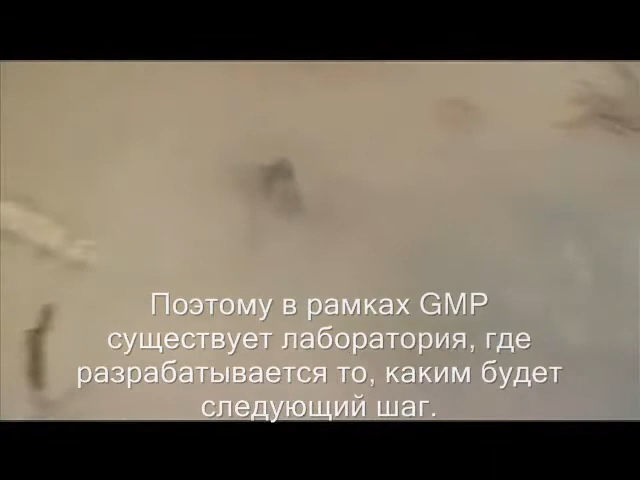 Поэтому в рамках GMP
существует лаборатория, где
разрабатывается то, каким будет
следующий шаг.